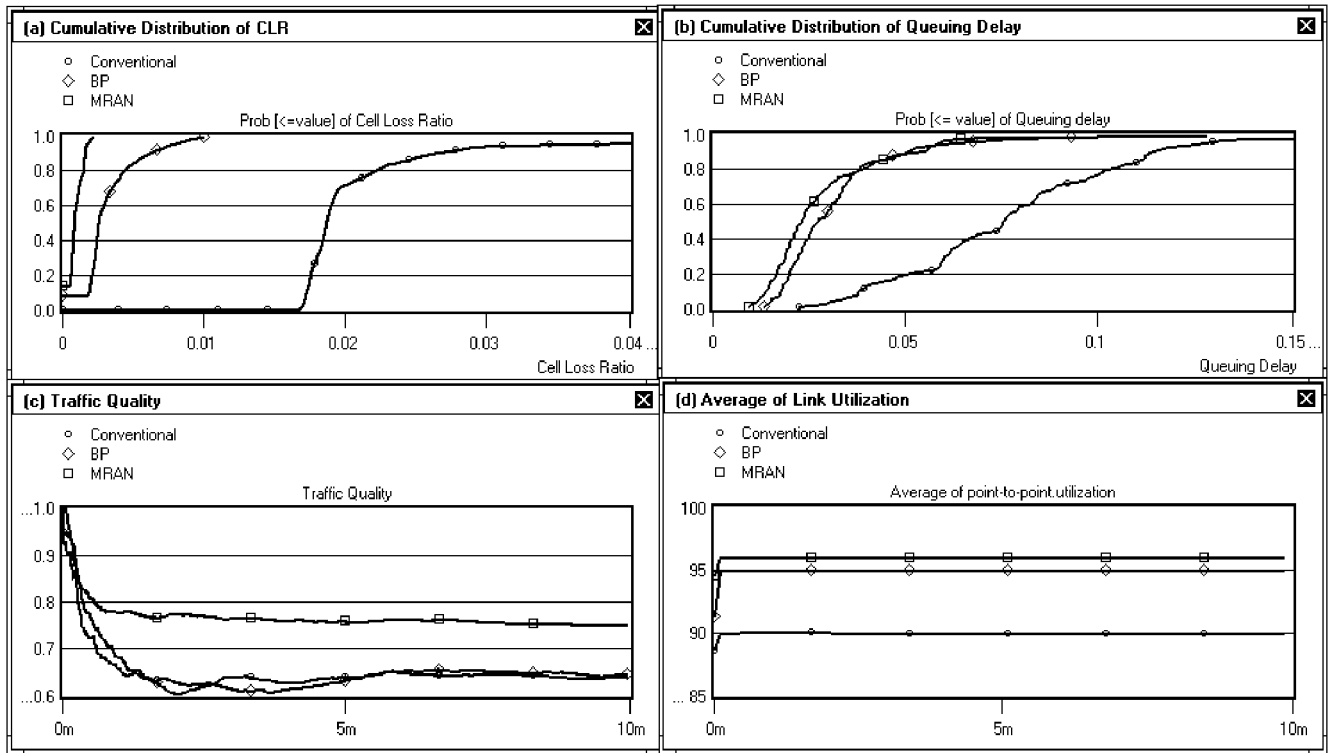 (a) Cumulative Distribution of CLR
Conventional
BP
MRAN
Prob [<=value] of Cell Loss Ratio
1.0
0.8
0.6
0.4
0.2
0.0
0 0.01 0.02 0.03 0.04 ...
Cell Loss Ratio
(b) Cumulative Distribution of Queuing Delay
Conventional
BP
MRAN
Prob [<= value] of Queuing delay
1.0
0.8
0.6
0.4
0.2
0.0
0 0.05 0.1 0.15 ...
Queuing Delay
(c) Traffic Quality
Conventional
BP
MRAN
Traffic Quality
...1.0
0.9
0.8
0.7
...0.6
0m 5m 10m
(d) Average of Link Utilization
Conventional
BP
MRAN
Average of point-to-point.utilization
100
95
90
... 85
0m 5m 10m